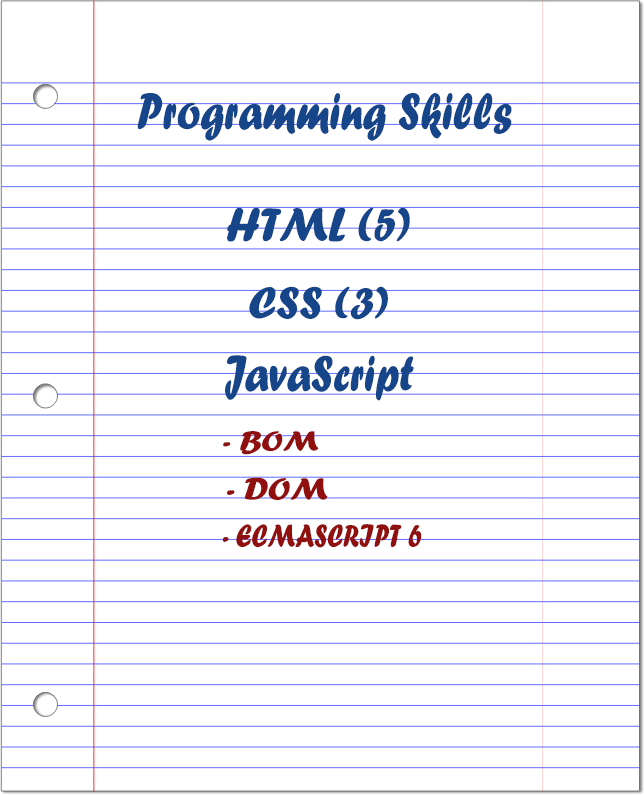 Programming Skills
HTML (5)
CSS (3)
JavaScript
- BOM
- DOM
- ECMASCRIPT 6